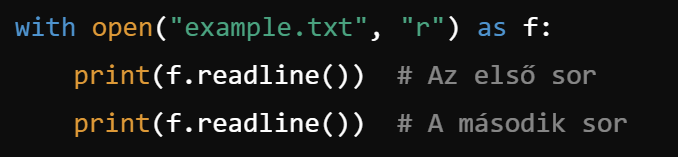 with open("example.txt", "r") as f:
    print(f.readline())  # Az első sor
    print(f.readline())  # A második sor